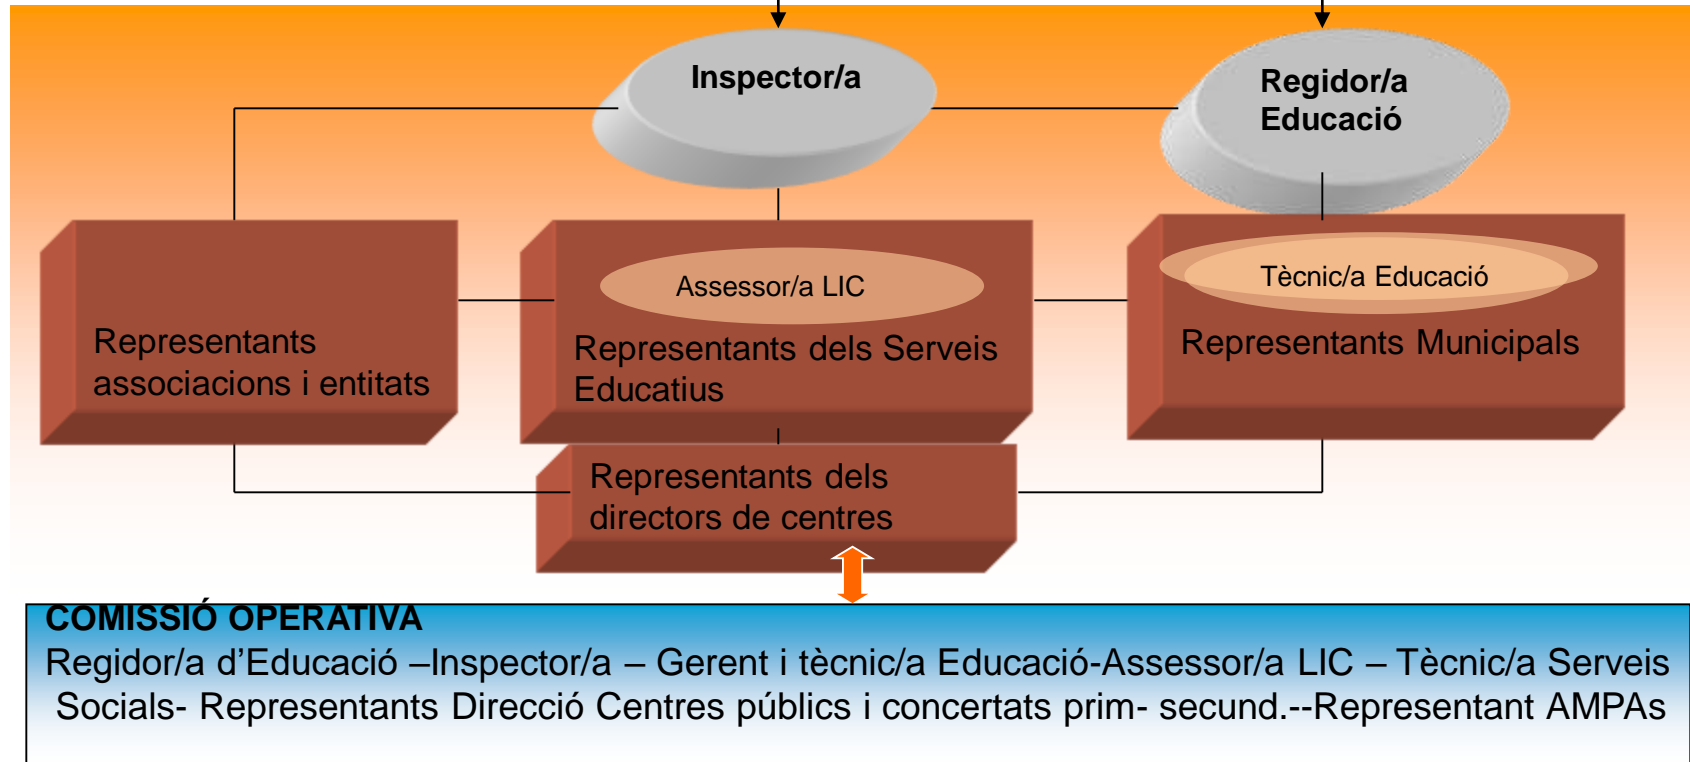 Inspector/a
Regidor/a
Educació
Assessor/a LIC
Tècnic/a Educació
Representants
associacions i entitats
Representants dels Serveis
Educatius
Representants Municipals
Representants dels
directors de centres
COMISSIÓ OPERATIVA
Regidor/a d’Educació –Inspector/a – Gerent i tècnic/a Educació-Assessor/a LIC – Tècnic/a Serveis
Socials- Representants Direcció Centres públics i concertats prim- secund.--Representant AMPAs